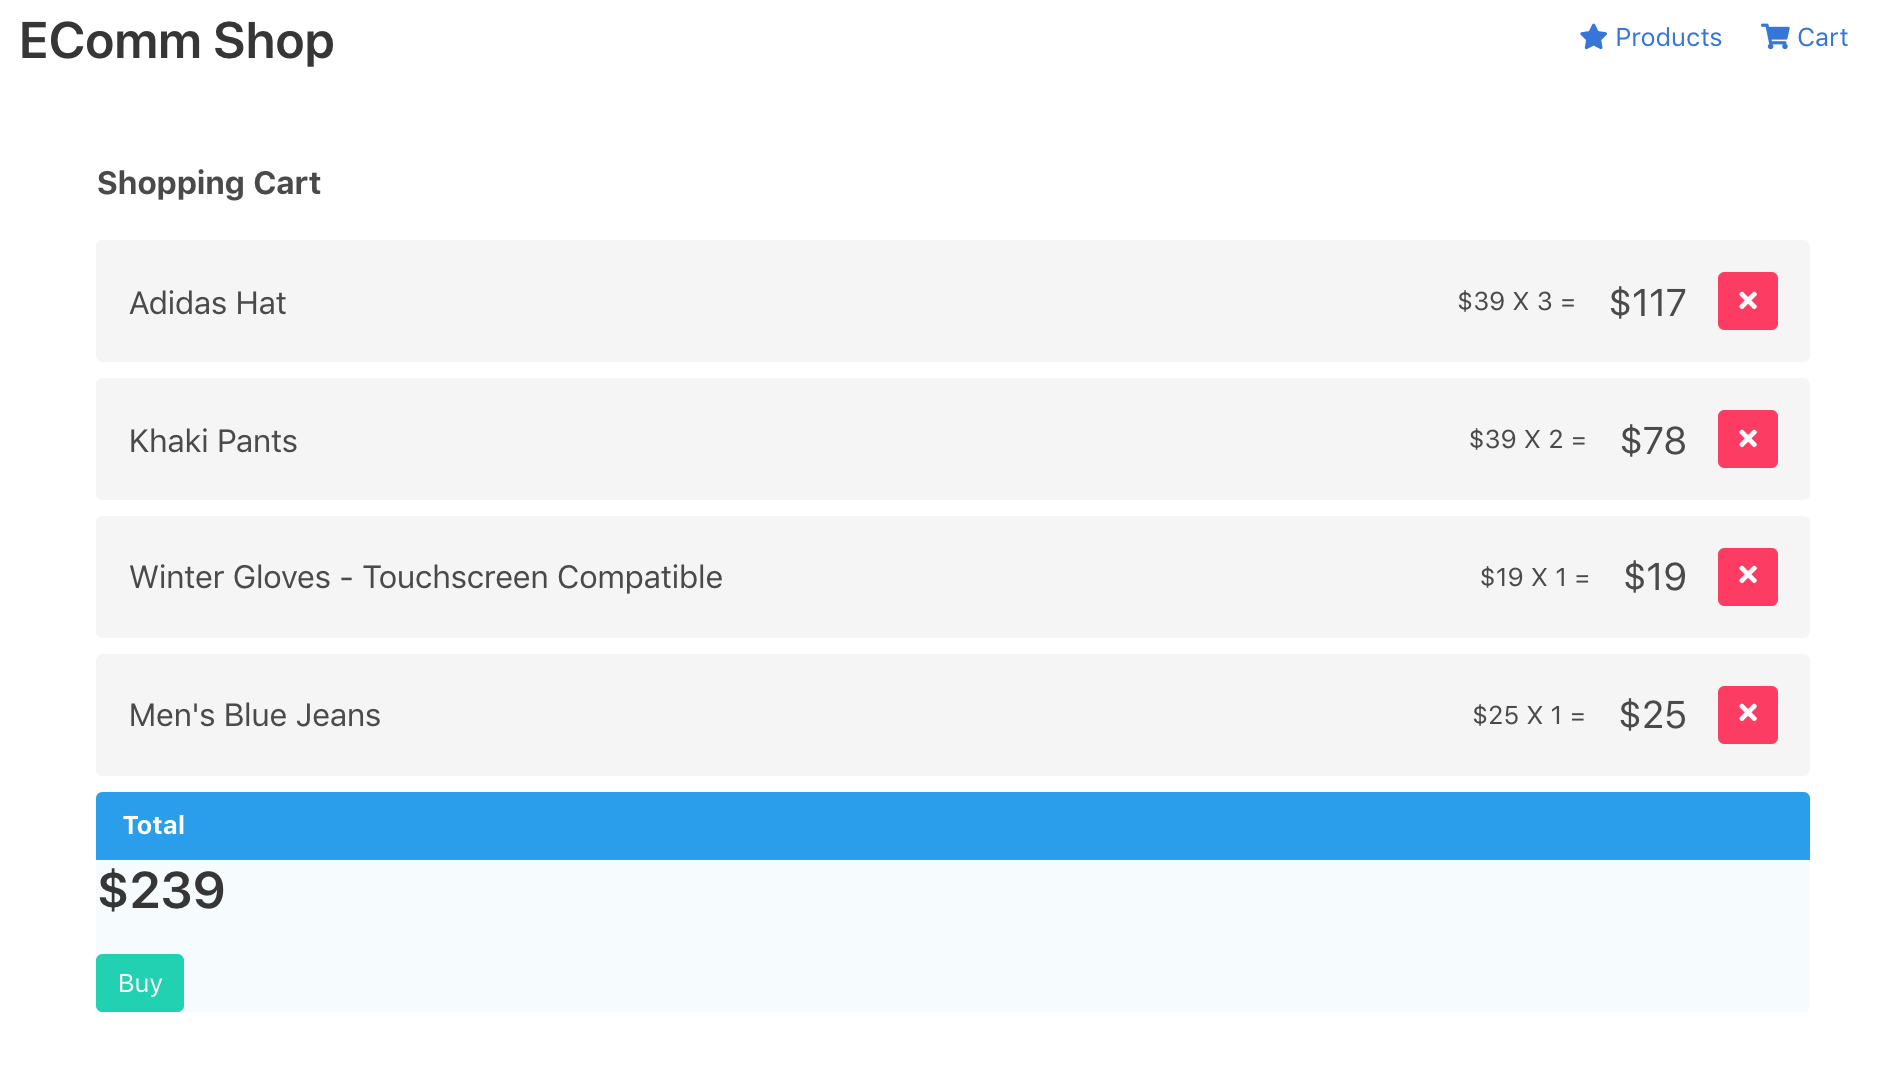 EComm Shop
Products Cart
Shopping Cart
Adidas Hat $39 X 3 = $117
Khaki Pants $39 X 2 = $78
Winter Gloves - Touchscreen Compatible $19 X 1 = $19
Men's Blue Jeans $25 X 1 = $25
Total
$239
Buy